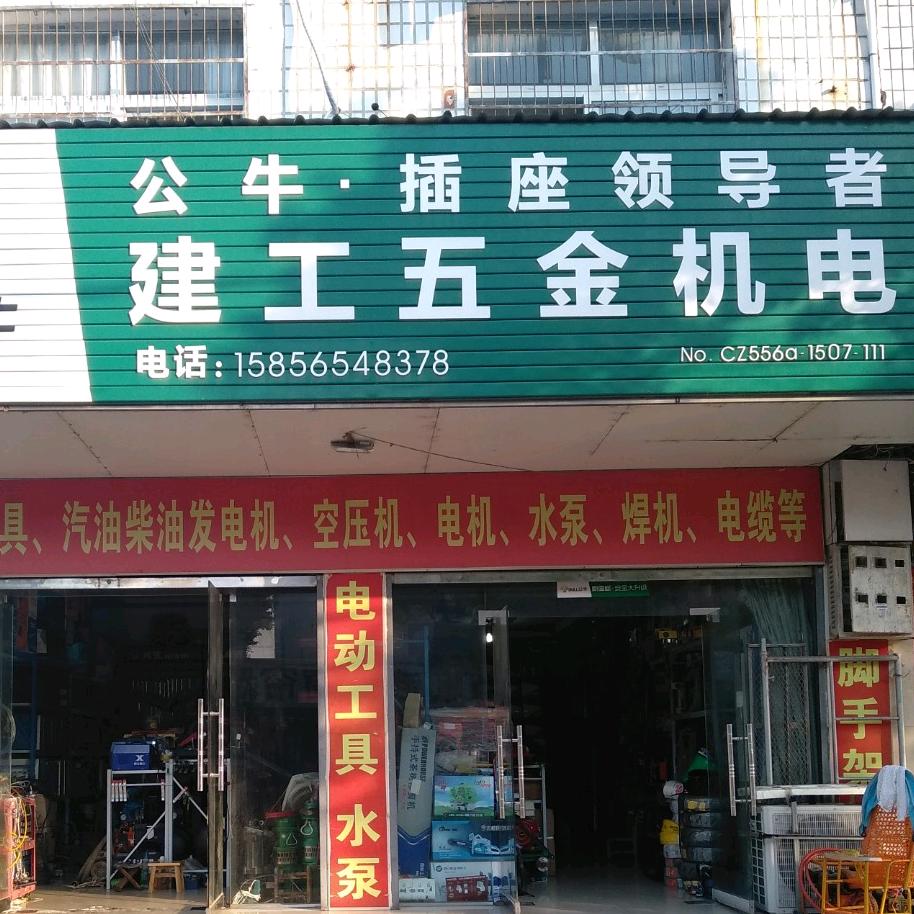 公牛·插座领导者
建工五金机电
电话:15856548378
No. CZ556a-1507-111
具、汽油柴油发电机、空压机、电机、水泵、焊机、电缆等
电动工具 水泵
脚手架